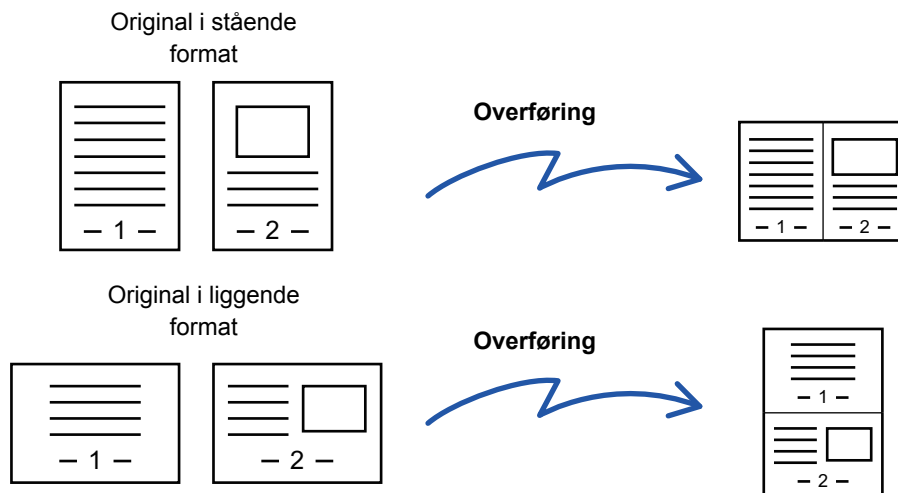 Original i stående
format
Overføring
– 1 –
– 2 –
– 1 –
– 2 –
Original i liggende
format
Overføring
– 1 –
– 2 –
– 1 –
– 2 –